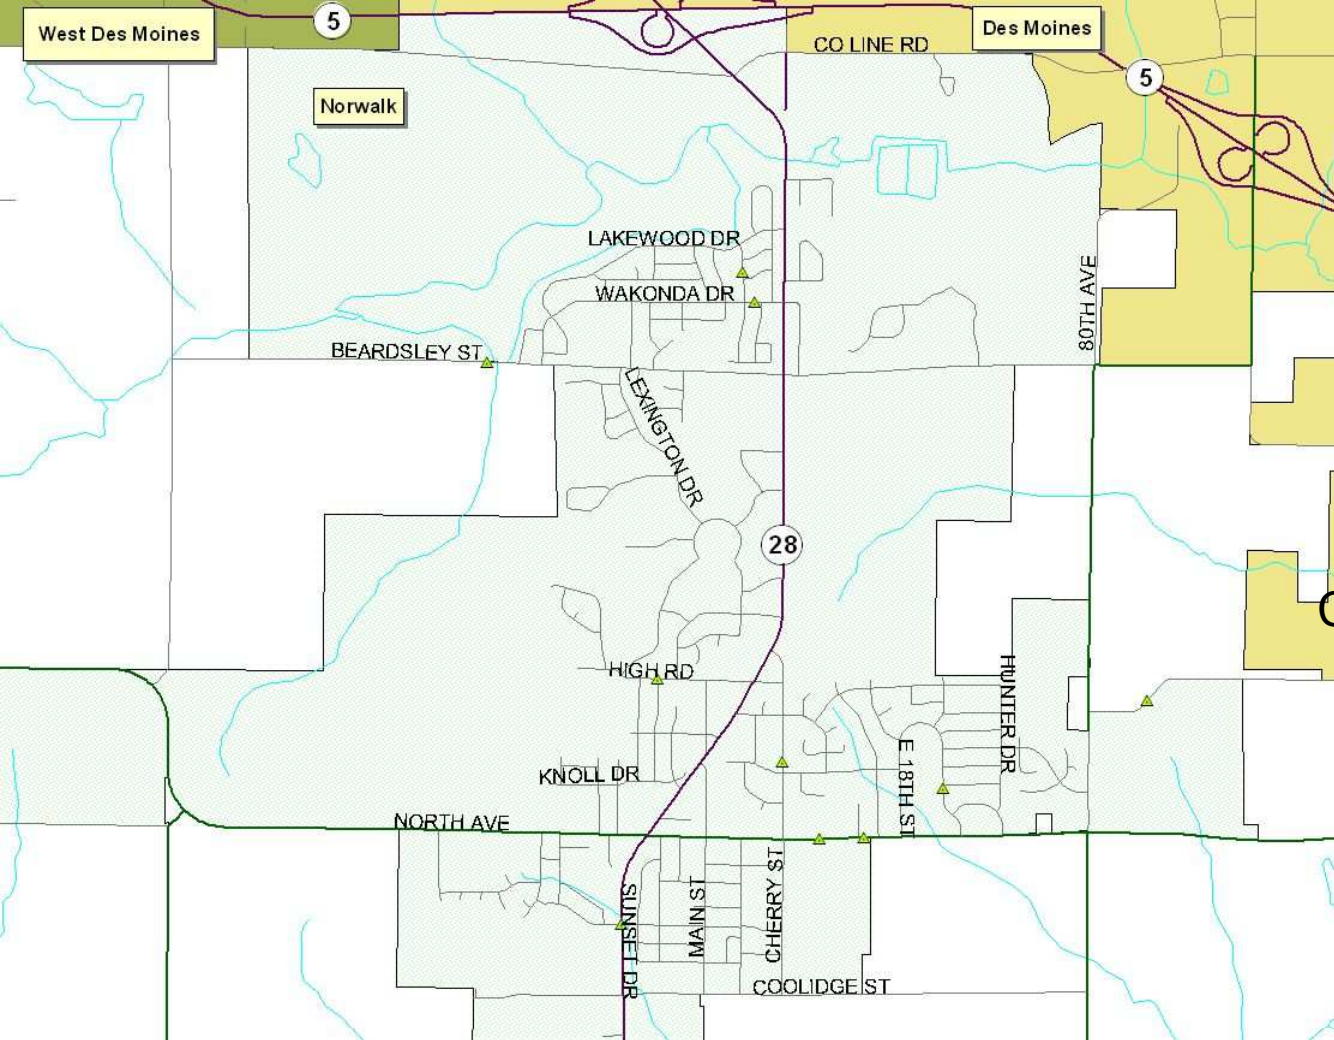 West Des Moines
5
Des Moines
CO LINE RD
5
Norwalk
LAKEWOOD DR
WAKONDA DR
80TH AVE
BEARDSLEY ST
LEXINGTON DR
28
HIGH RD
HUNTER DR
E 18TH ST
KNOLL DR
NORTH AVE
SUNSET DR
MAIN ST
CHERRY ST
COOLIDGE ST